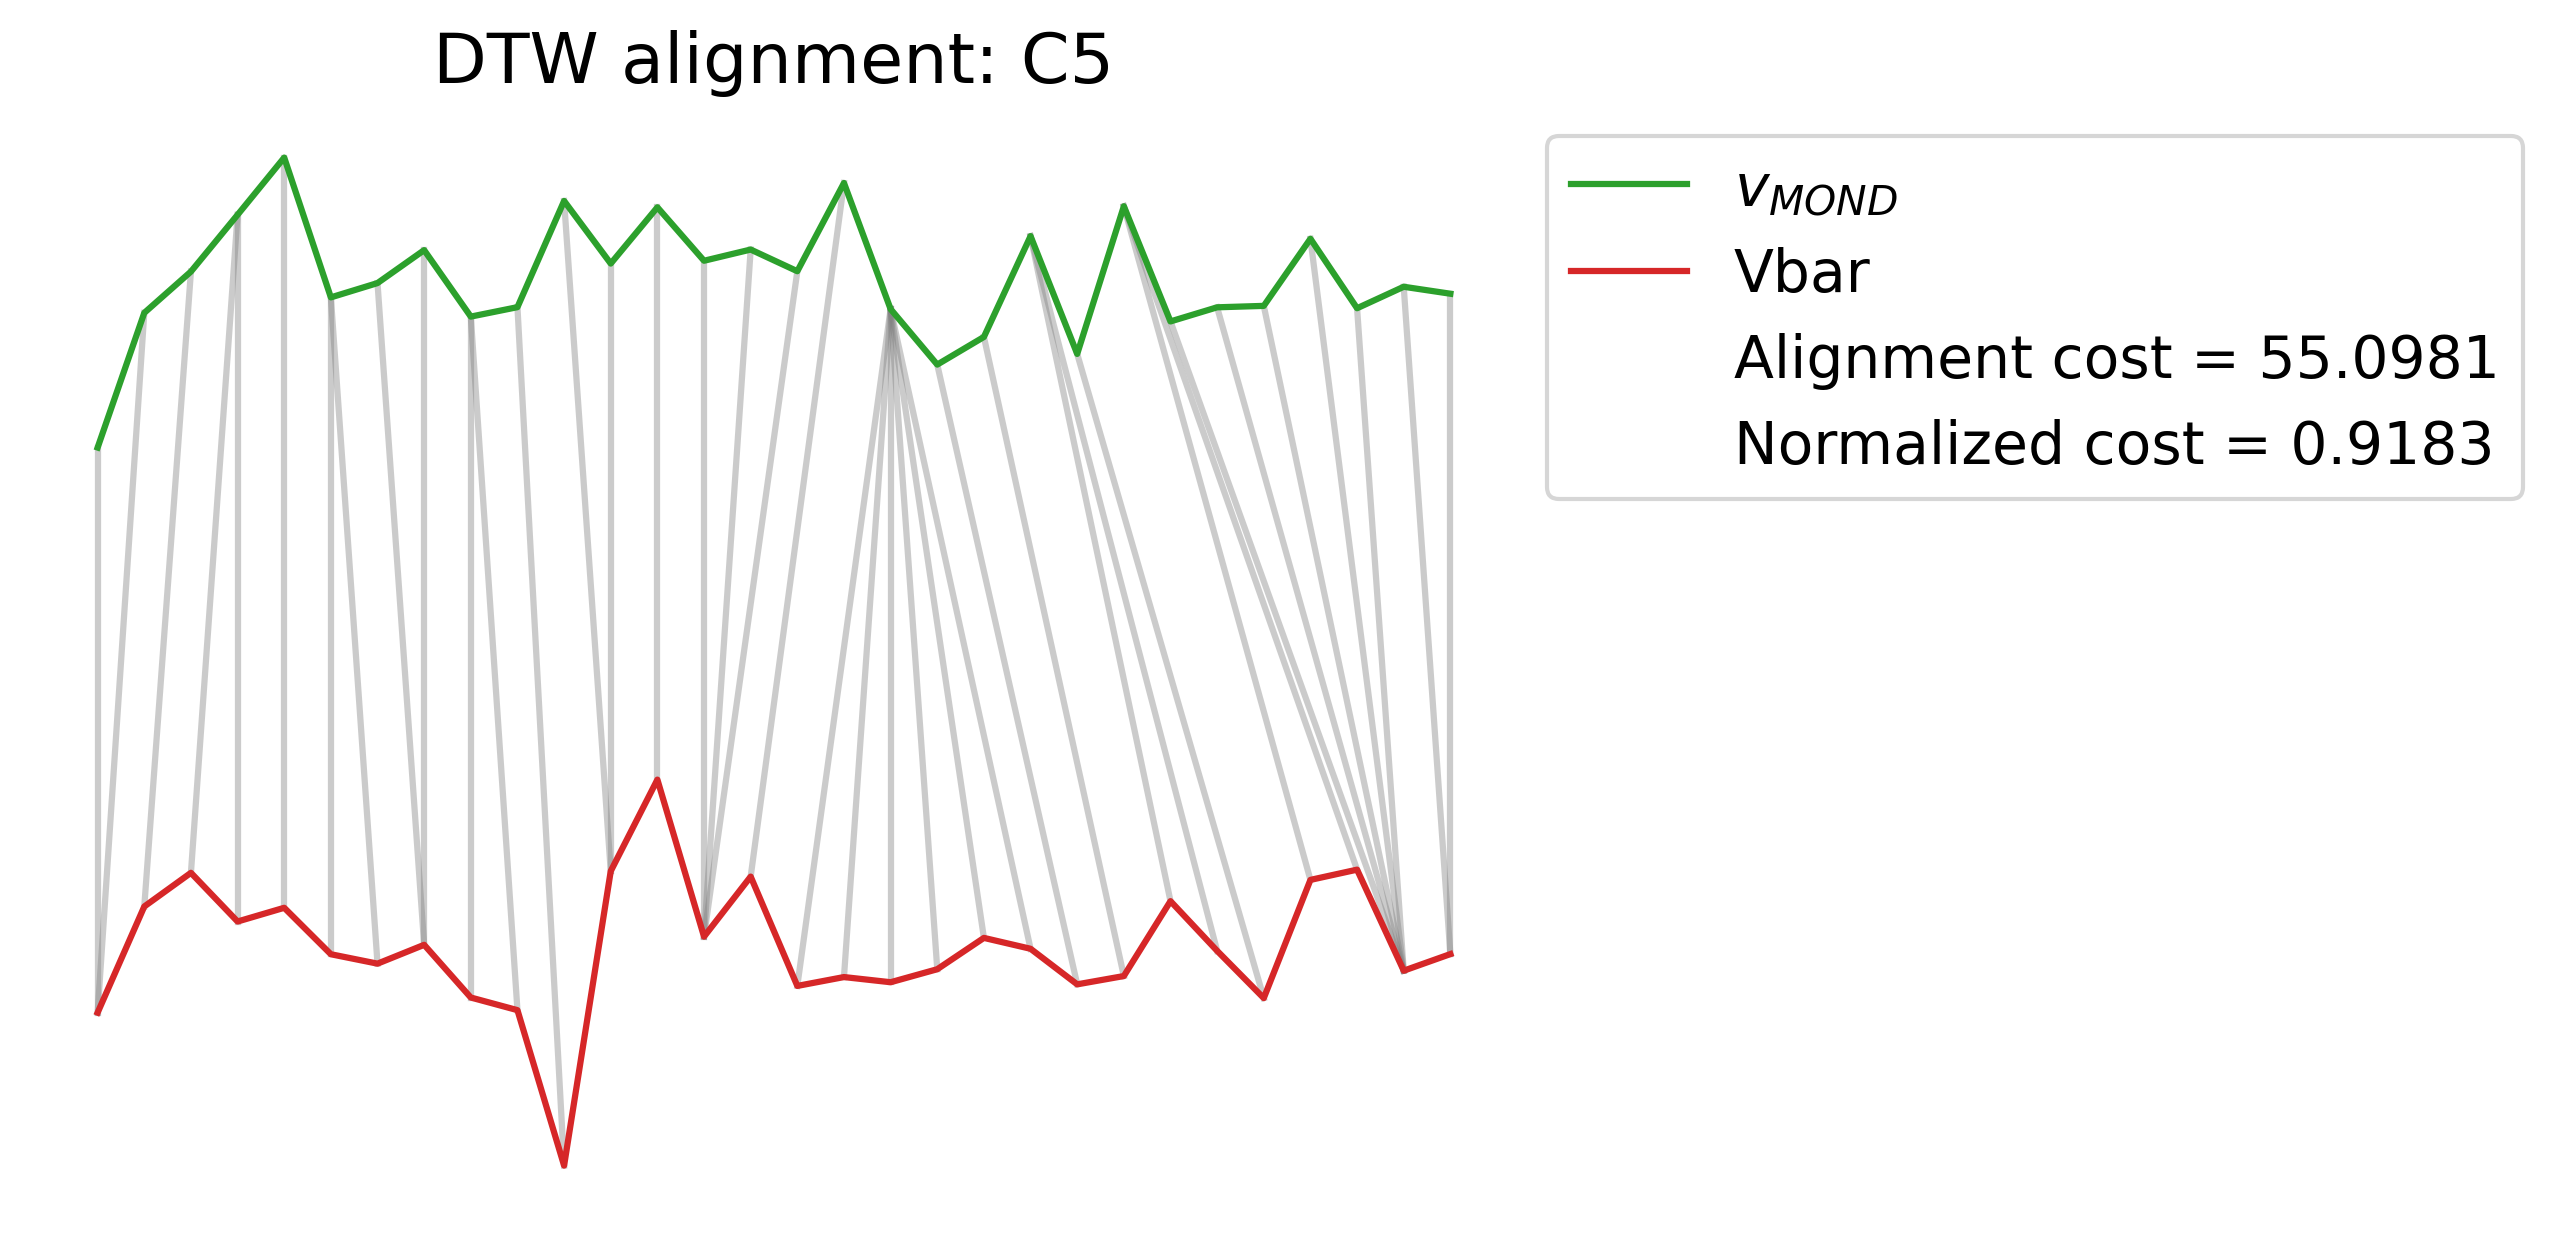 DTW alignment: C5
v_MOND
Vbar
Alignment cost = 55.0981
Normalized cost = 0.9183